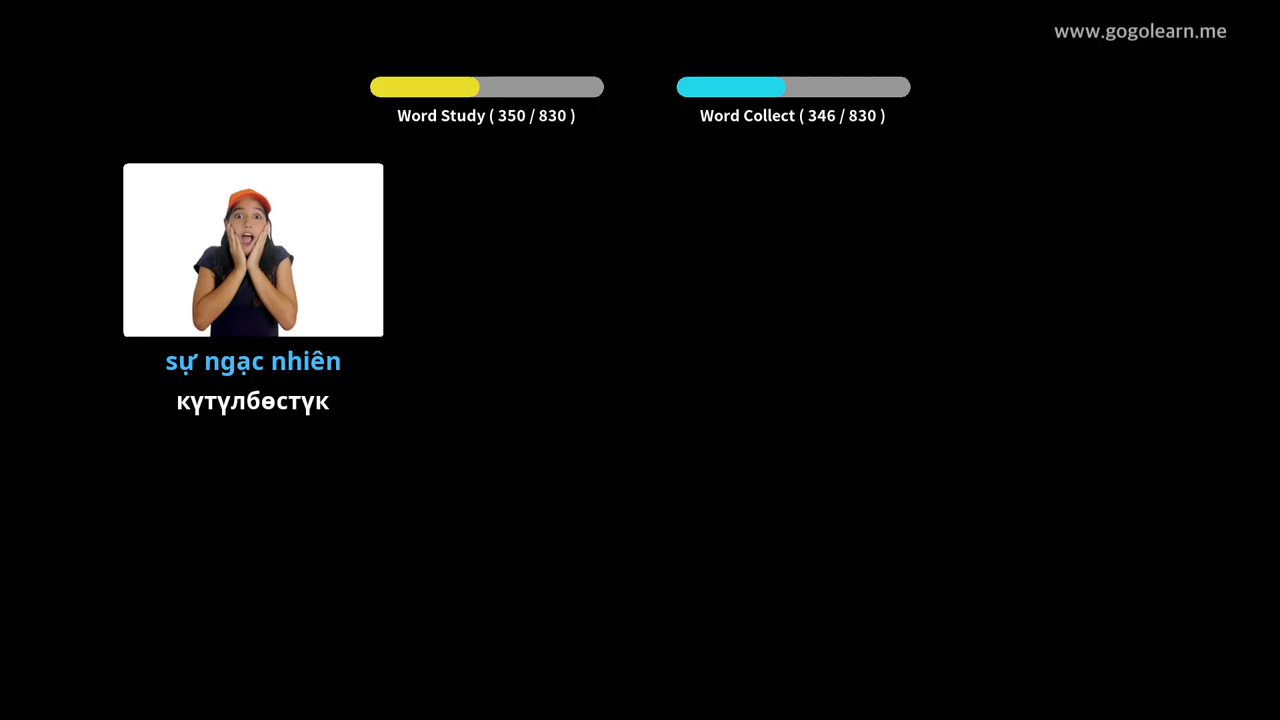 www.gogolearn.me
Word Study ( 350 / 830 )
Word Collect ( 346 / 830 )
sự ngạc nhiên
күтүлбөстүк